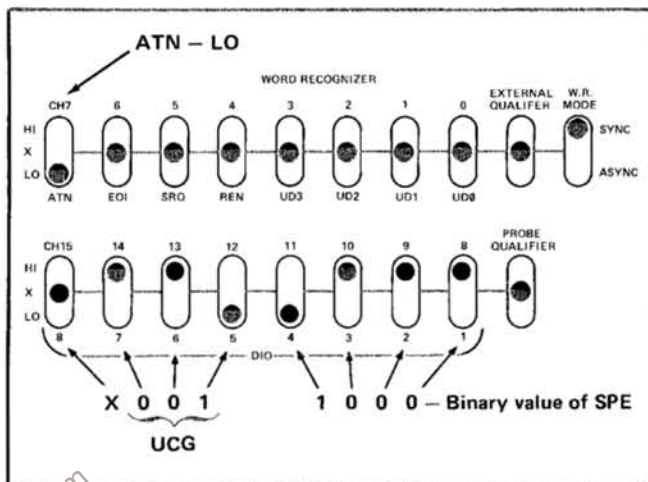 ATN – LO
WORD RECOGNIZER
CH7 6 5 4 3 2 1 0 EXTERNAL QUALIFER W.R. MODE
HI
X
LO
SYNC
ASYNC
ATN EOI SRQ REN UD3 UD2 UD1 UD0
CH15 14 13 12 11 10 9 8 PROBE QUALIFIER
HI
X
LO
8 7 6 5 4 3 2 1
DIO
X 0 0 1 1 0 0 0 – Binary value of SPE
UCG